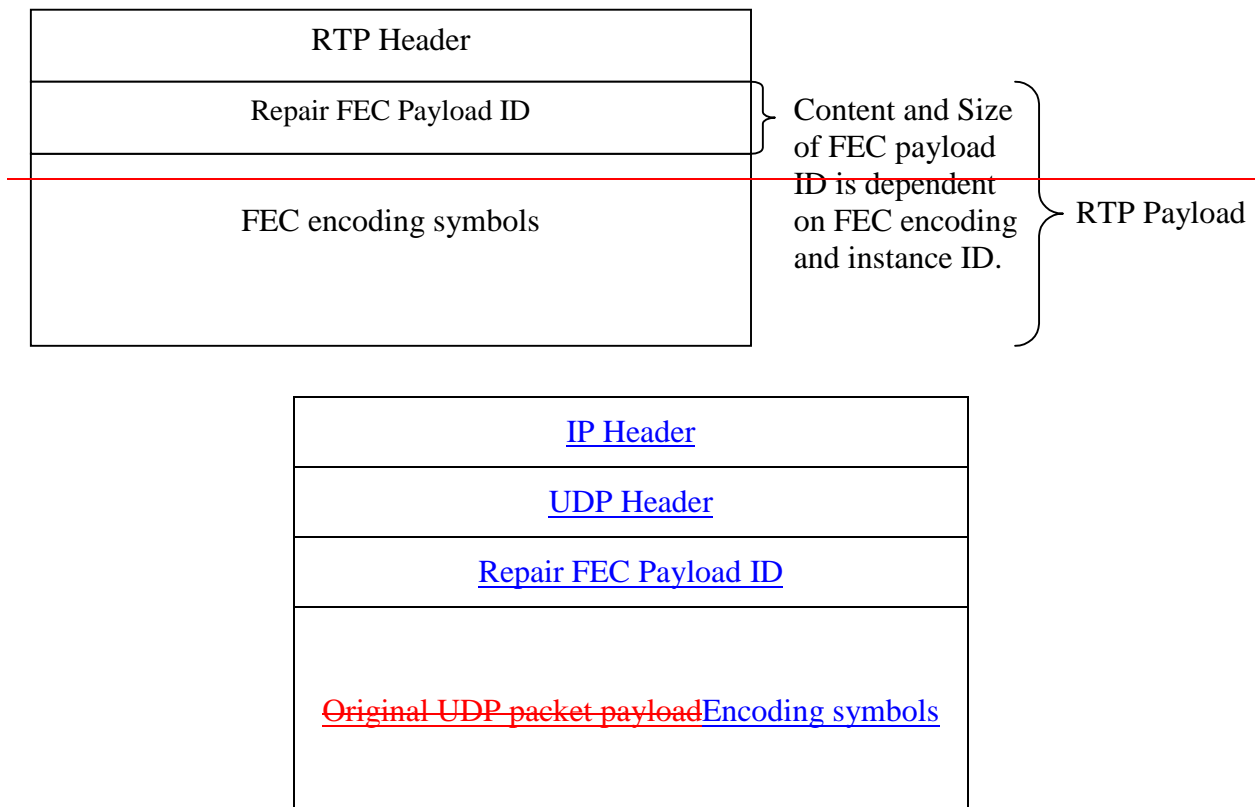 RTP Header
Repair FEC Payload ID
Content and Size
of FEC payload
ID is dependent
on FEC encoding
and instance ID.
FEC encoding symbols
RTP Payload
IP Header
UDP Header
Repair FEC Payload ID
Original UDP packet payloadEncoding symbols